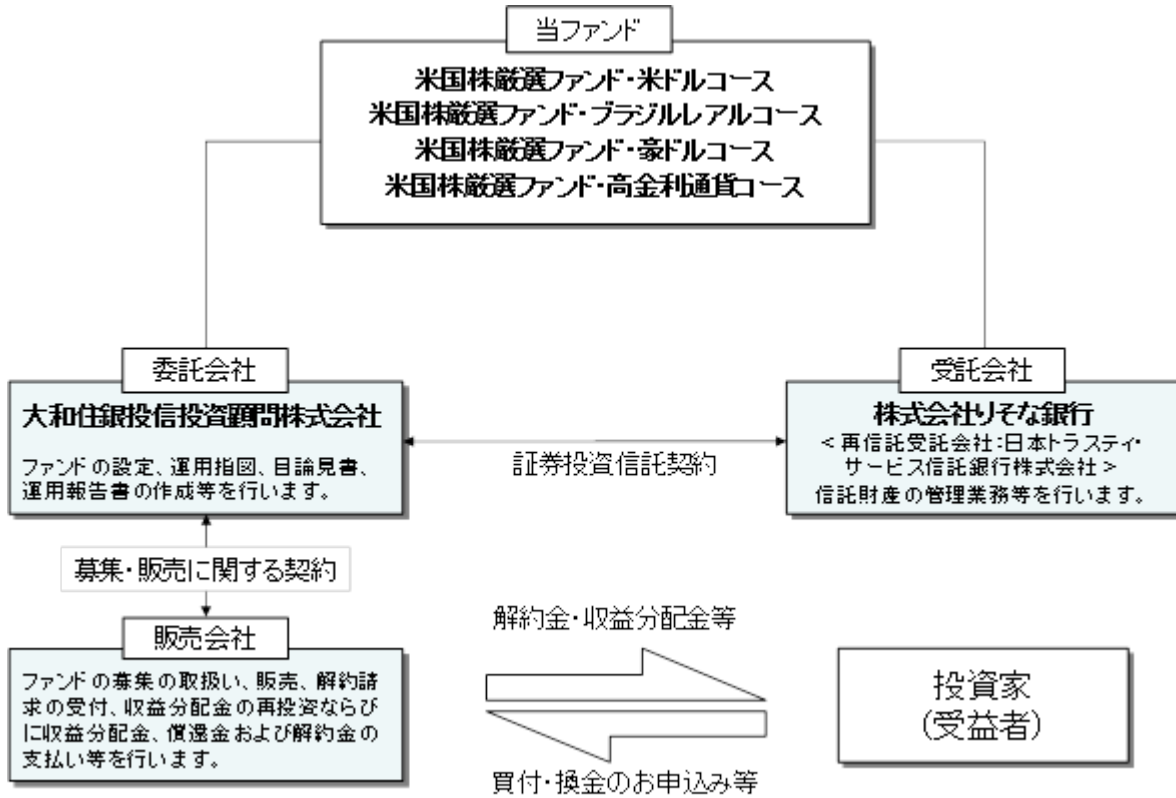 当ファンド
米国株厳選ファンド・米ドルコース
米国株厳選ファンド・ブラジルレアルコース
米国株厳選ファンド・豪ドルコース
米国株厳選ファンド・高金利通貨コース
委託会社
大和住銀投信投資顧問株式会社
ファンドの設定、運用指図、目論見書、
運用報告書の作成等を行います。
証券投資信託契約
受託会社
株式会社りそな銀行
<再信託受託会社:日本トラスティ・
サービス信託銀行株式会社>
信託財産の管理業務等を行います。
募集・販売に関する契約
販売会社
ファンドの募集の取扱い、販売、解約請
求の受付、収益分配金の再投資ならび
に収益分配金、償還金および解約金の
支払い等を行います。
解約金・収益分配金等
買付・換金のお申込み等
投資家
(受益者)